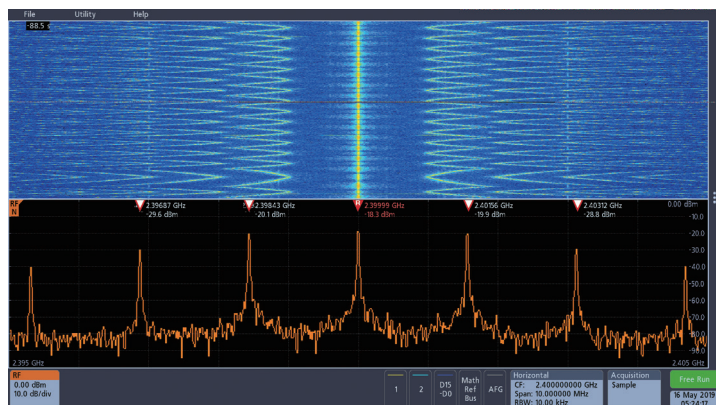 File Utility Help
-88.5
RF
N
2.39687 GHz 2.39843 GHz 2.39999 GHz 2.40156 GHz 2.40312 GHz 0.00 dBm
-29.6 dBm -20.1 dBm -18.3 dBm -19.9 dBm -28.8 dBm -10.0
-20.0
-30.0
-40.0
-50.0
-60.0
-70.0
-80.0
-90.0
2.395 GHz 2.405 GHz
RF
0.00 dBm
10.0 dB/div
1 2 D15
-D0 Math
Ref
Bus AFG
Horizontal
CF: 2.400000000 GHz
Span: 10.000000 MHz
RBW: 10.00 kHz
Acquisition
Sample
Free Run
16 May 2019
05:24:17